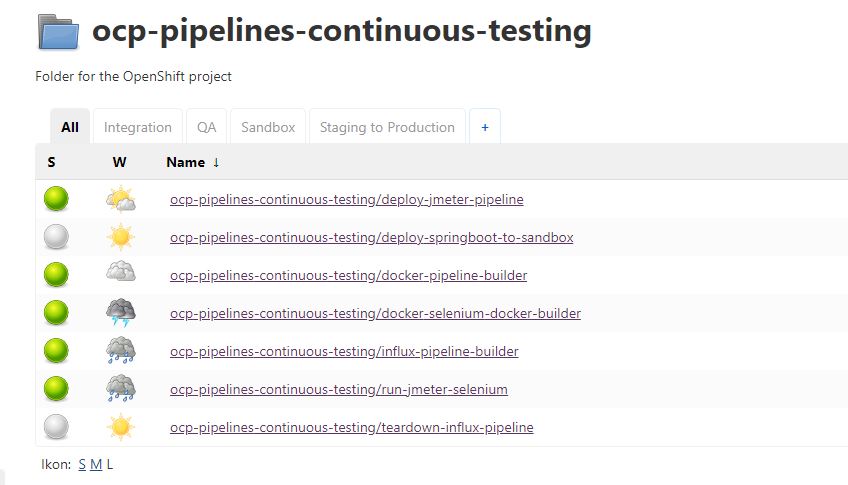 ocp-pipelines-continuous-testing
Folder for the OpenShift project
All Integration QA Sandbox Staging to Production +
S W Name ↓
ocp-pipelines-continuous-testing/deploy-jmeter-pipeline
ocp-pipelines-continuous-testing/deploy-springboot-to-sandbox
ocp-pipelines-continuous-testing/docker-pipeline-builder
ocp-pipelines-continuous-testing/docker-selenium-docker-builder
ocp-pipelines-continuous-testing/influx-pipeline-builder
ocp-pipelines-continuous-testing/run-jmeter-selenium
ocp-pipelines-continuous-testing/teardown-influx-pipeline
Ikon: S M L